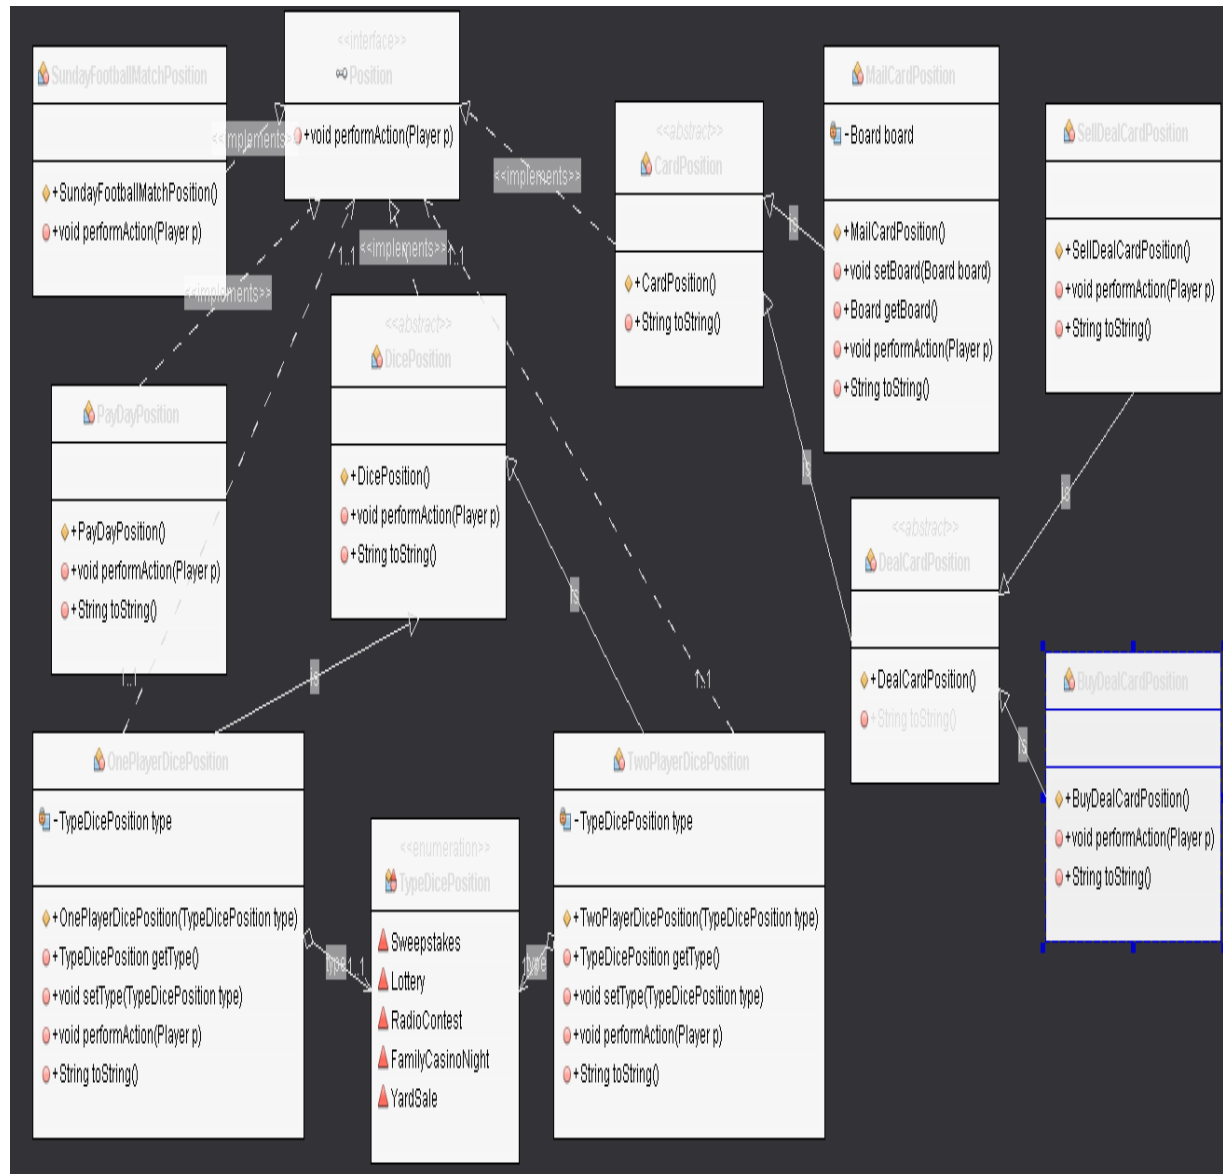 SundayFootballMatchPosition
+SundayFootballMatchPosition()
+void performAction(Player p)
<<interface>>
Position
+void performAction(Player p)
<<implements>>
<<implements>>
<<implements>>
<<implements>>
1..1
1..1
<<abstract>>
CardPosition
+CardPosition()
+String toString()
is
MailCardPosition
-Board board
+MailCardPosition()
+void setBoard(Board board)
+Board getBoard()
+void performAction(Player p)
+String toString()
SellDealCardPosition
+SellDealCardPosition()
+void performAction(Player p)
+String toString()
PayDayPosition
+PayDayPosition()
+void performAction(Player p)
+String toString()
1..1
<<abstract>>
DicePosition
+DicePosition()
+void performAction(Player p)
+String toString()
is
is
is
is
1..1
<<abstract>>
DealCardPosition
+DealCardPosition()
+String toString()
is
BuyDealCardPosition
+BuyDealCardPosition()
+void performAction(Player p)
+String toString()
OnePlayerDicePosition
-TypeDicePosition type
+OnePlayerDicePosition(TypeDicePosition type)
+TypeDicePosition getType()
+void setType(TypeDicePosition type)
+void performAction(Player p)
+String toString()
type
1..1
<<enumeration>>
TypeDicePosition
Sweepstakes
Lottery
RadioContest
FamilyCasinoNight
YardSale
type
TwoPlayerDicePosition
-TypeDicePosition type
+TwoPlayerDicePosition(TypeDicePosition type)
+TypeDicePosition getType()
+void setType(TypeDicePosition type)
+void performAction(Player p)
+String toString()